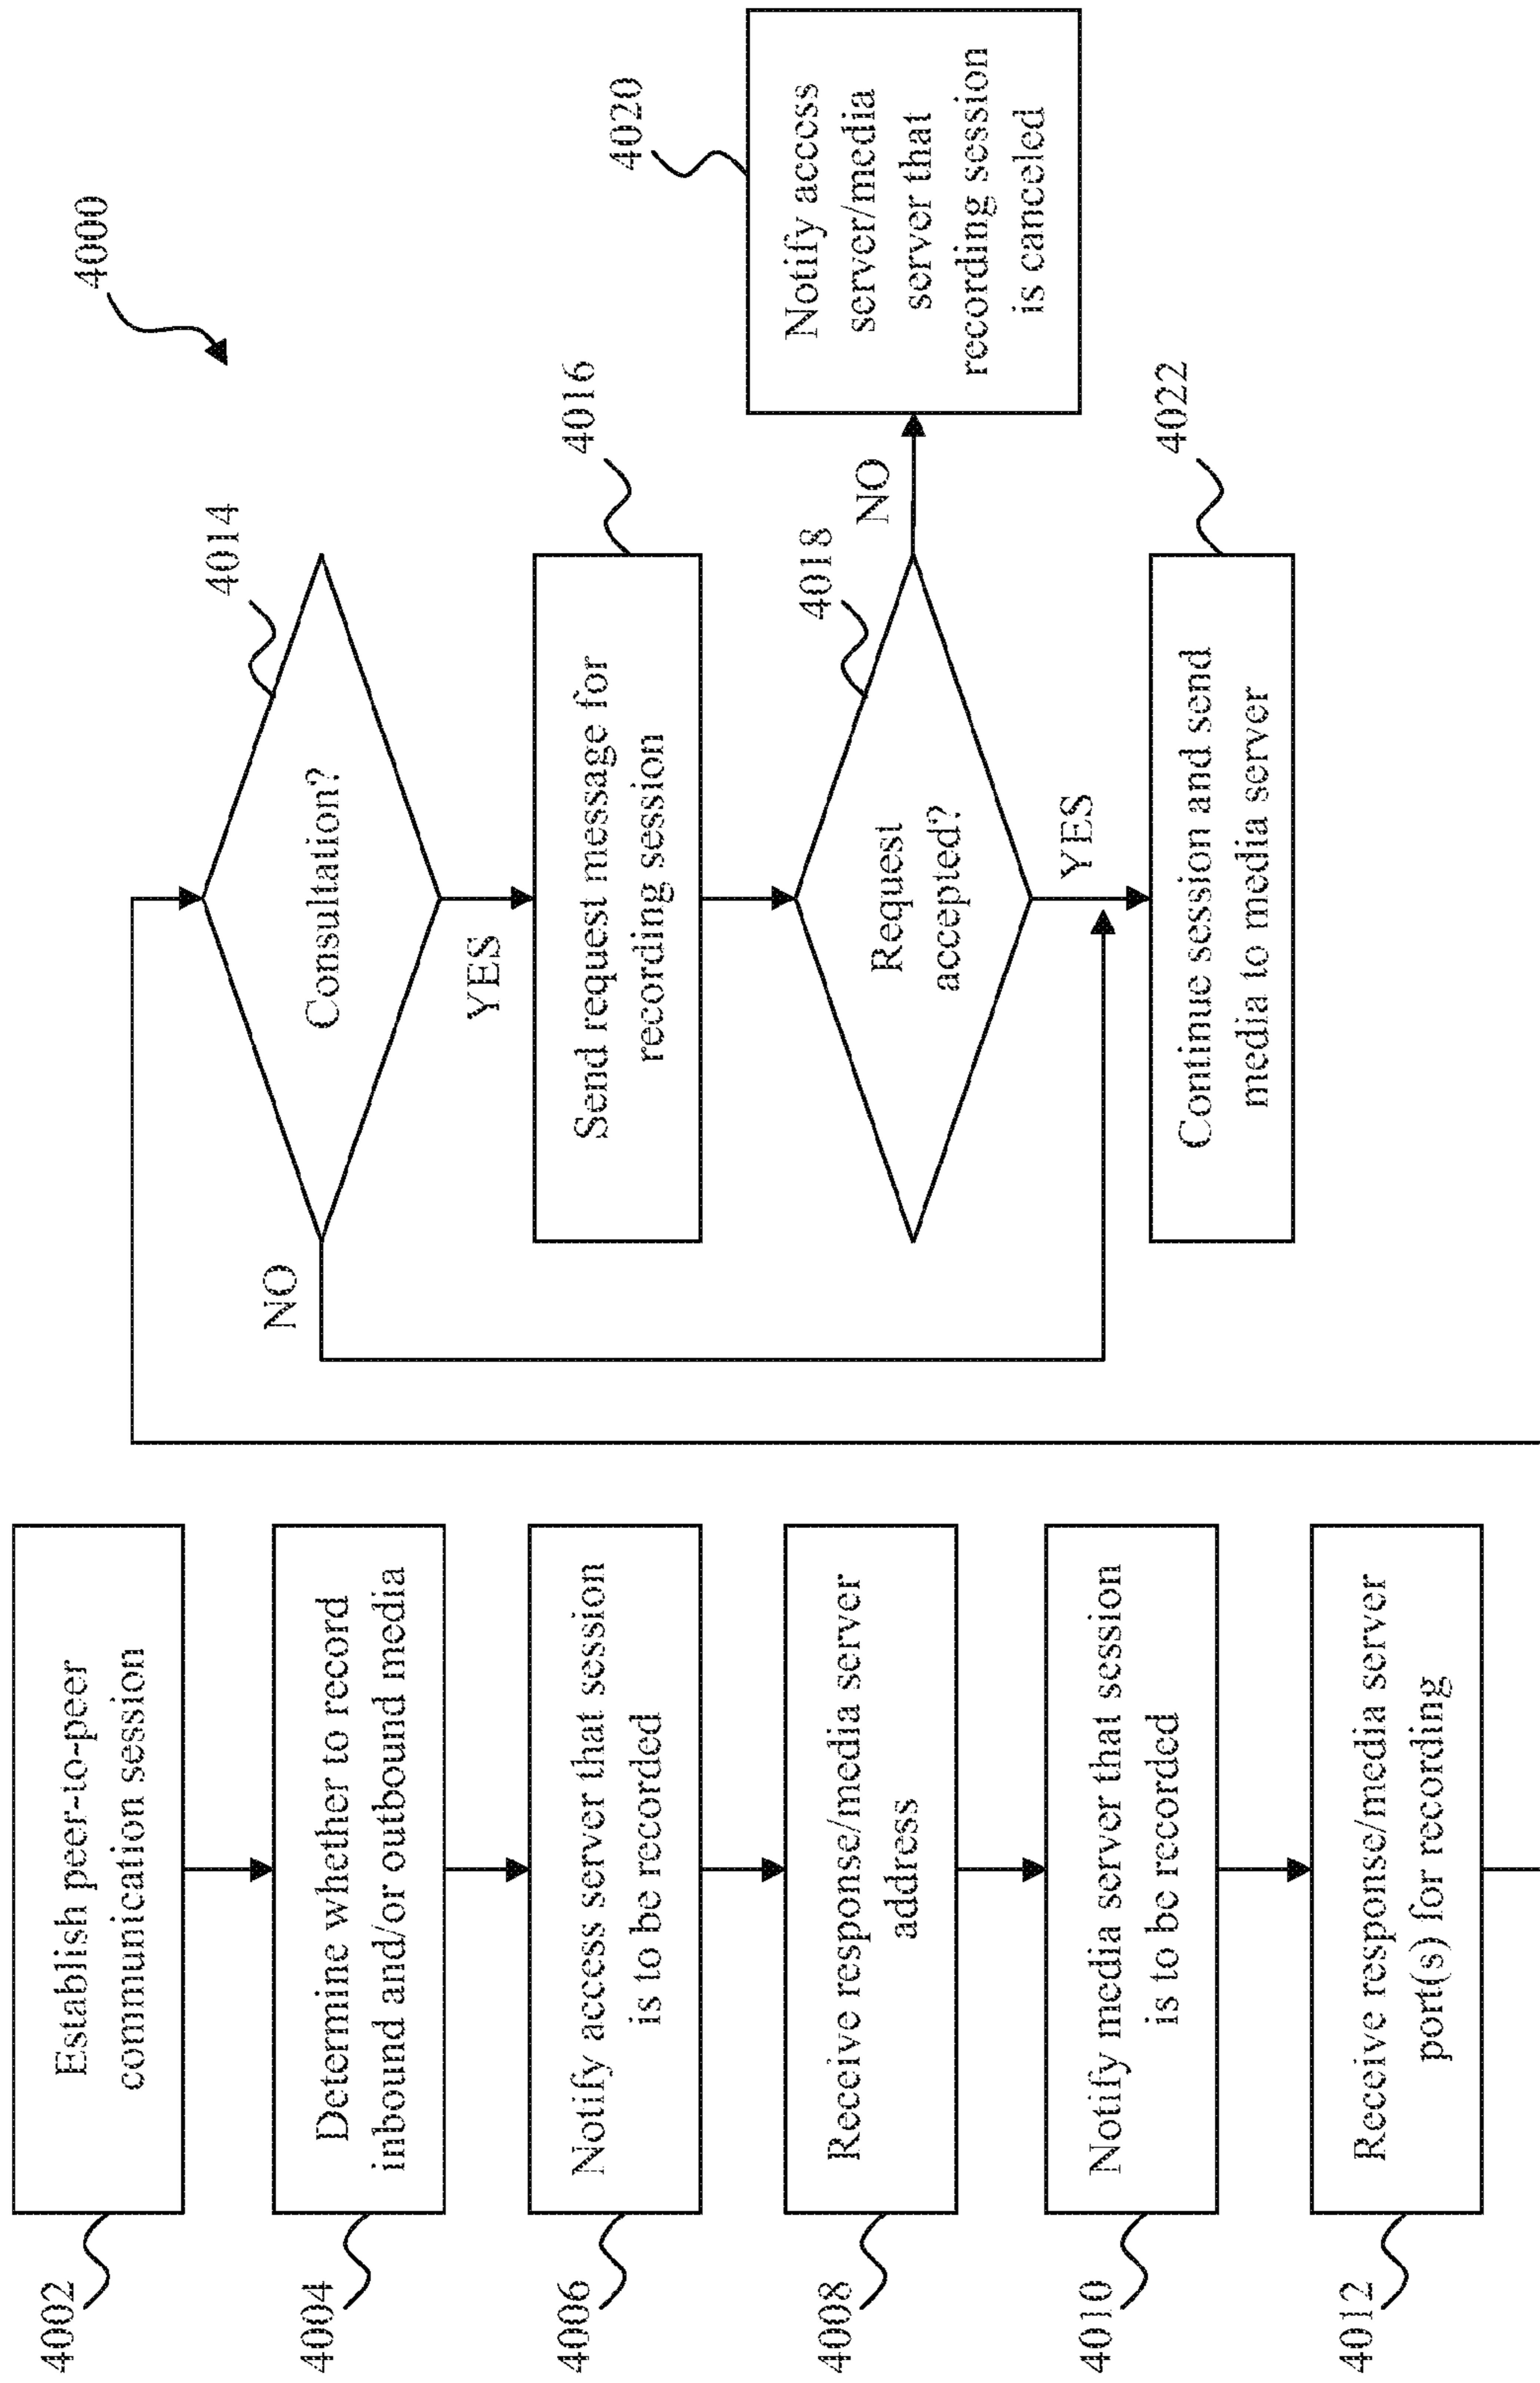 4002
Establish peer-to-peer
communication session
4004
Determine whether to record
inbound and/or outbound media
4006
Notify access server that session
is to be recorded
4008
Receive response/media server
address
4010
Notify media server that session
is to be recorded
4012
Receive response/media server
port(s) for recording
4000
4014
Consultation?
NO
YES
4016
Send request message for
recording session
4018
Request
accepted?
NO
YES
4020
Notify access
server/media
server that
recording session
is canceled
4022
Continue session and send
media to media server